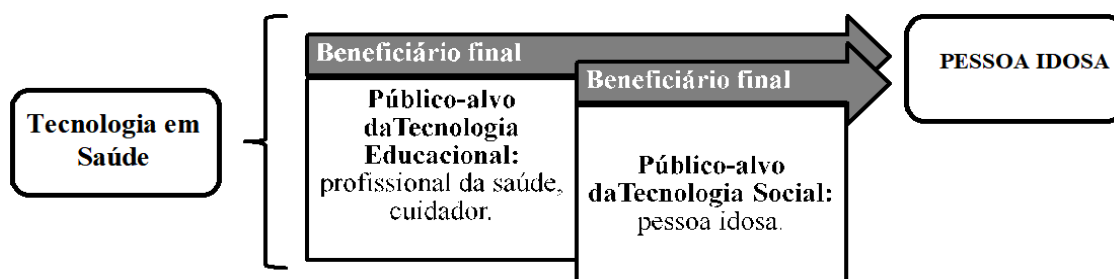 Tecnologia em
Saúde
Beneficiário final
Público-alvo
daTecnologia
Educacional:
profissional da saúde,
cuidador.
Beneficiário final
Público-alvo
daTecnologia Social:
pessoa idosa.
PESSOA IDOSA